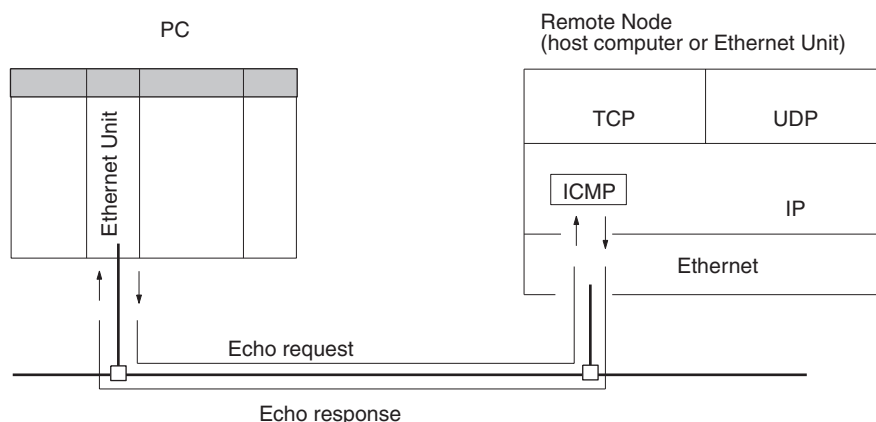 PC
Remote Node
(host computer or Ethernet Unit)
Ethernet Unit
TCP
UDP
ICMP
IP
Ethernet
Echo request
Echo response